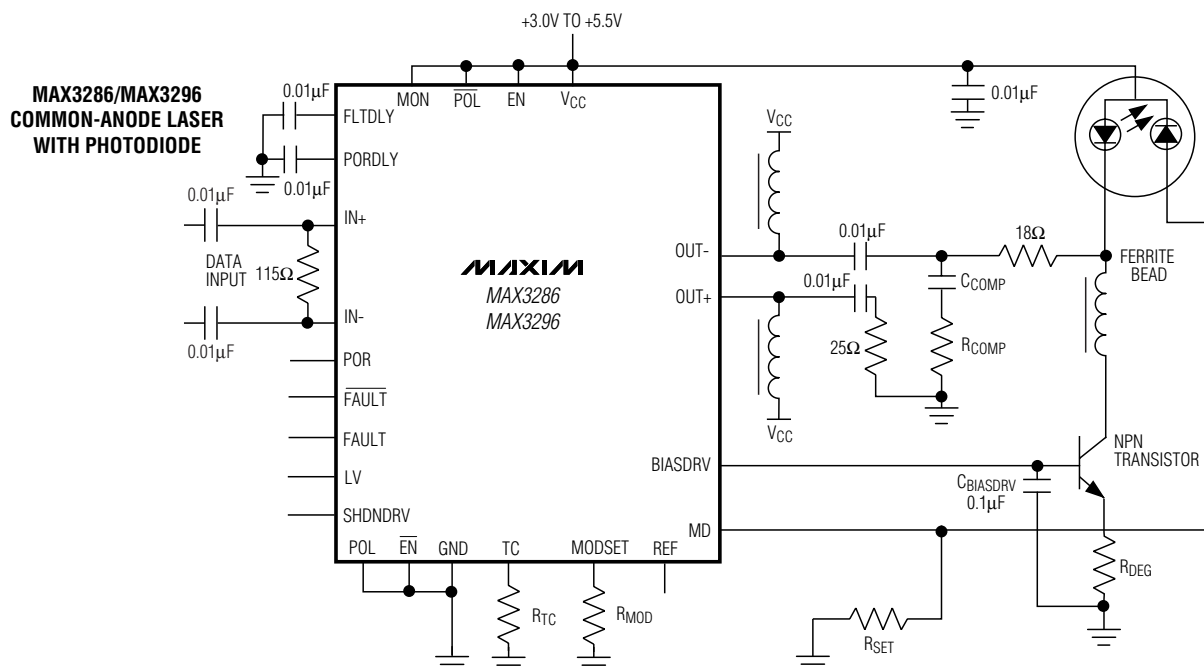 +3.0V TO +5.5V
MAX3286/MAX3296
COMMON-ANODE LASER
WITH PHOTODIODE
0.01µF
FLTDLY
MON
POL
EN
VCC
0.01µF
PORDLY
0.01µF
VCC
0.01µF
IN+
DATA
INPUT
115Ω
MAXIM
MAX3286
MAX3296
OUT-
0.01µF
18Ω
FERRITE
BEAD
OUT+
0.01µF
CCOMP
IN-
0.01µF
25Ω
RCOMP
POR
FAULT
VCC
FAULT
NPN
TRANSISTOR
BIASDRV
LV
CBIASDRV
0.1µF
SHDNDRV
MD
POL
EN
GND
TC
MODSET
REF
RDEG
RTC
RMOD
RSET